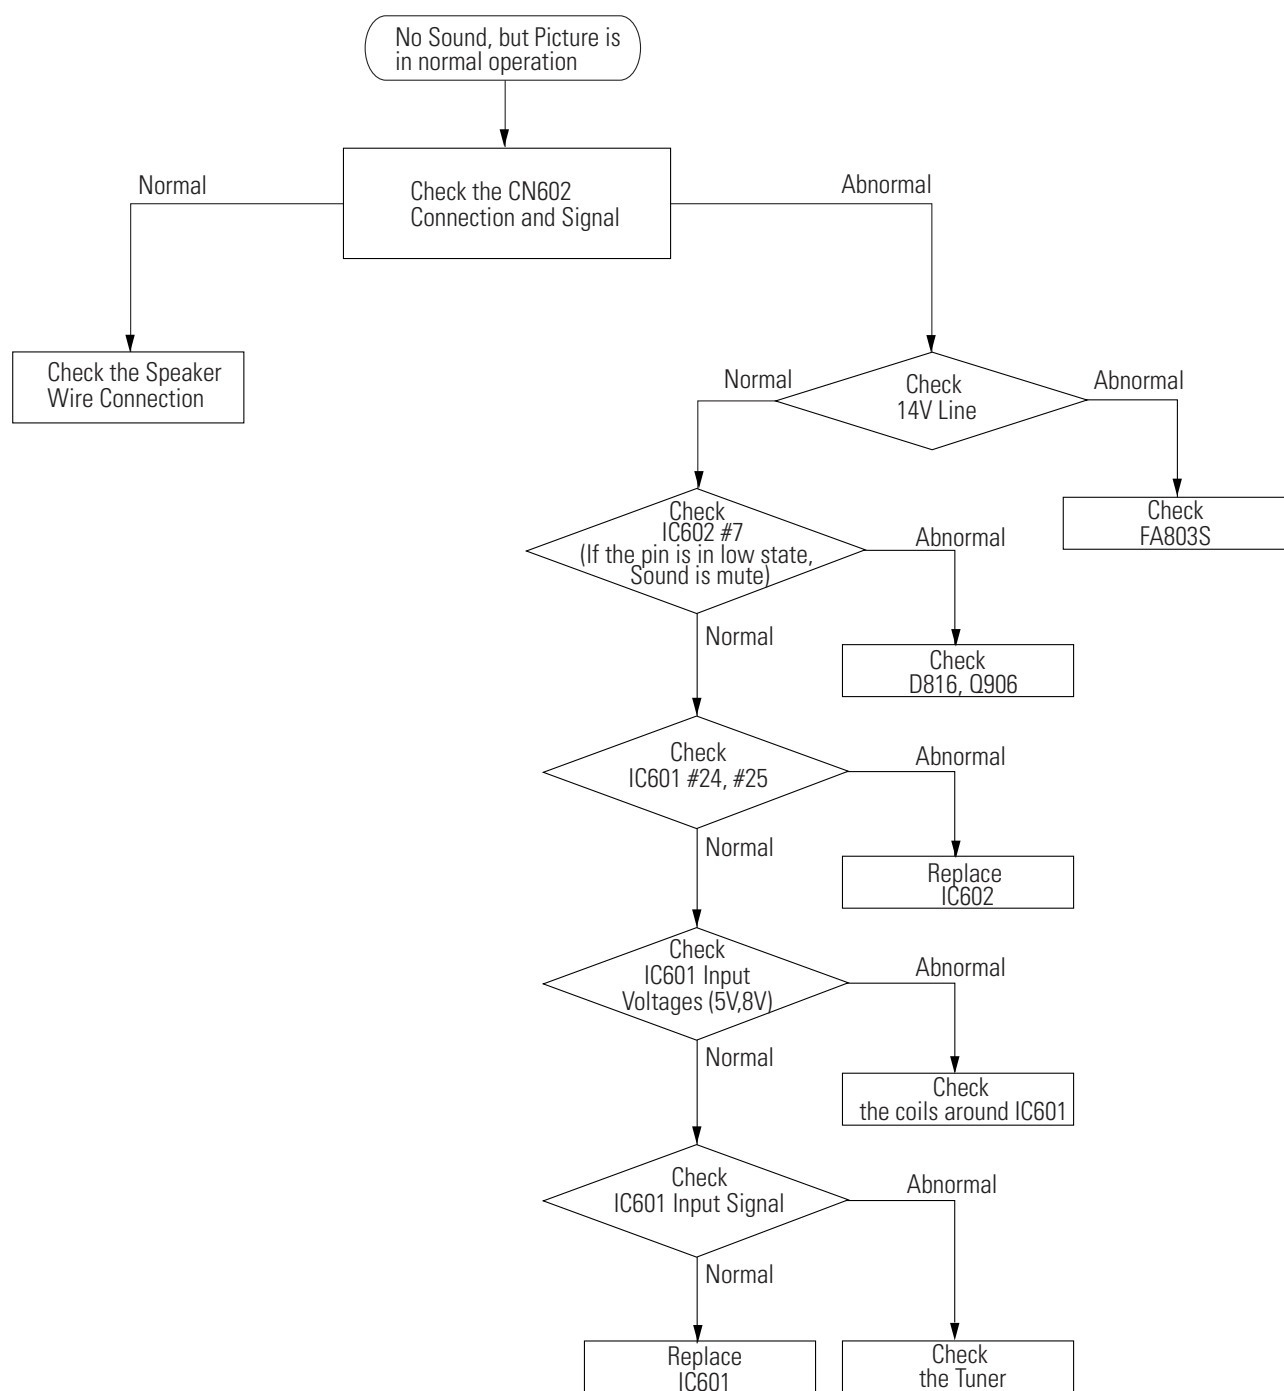 No Sound, but Picture is
in normal operation
Normal
Check the CN602
Connection and Signal
Abnormal
Check the Speaker
Wire Connection
Normal
Check
14V Line
Abnormal
Check
FA803S
Check
IC602 #7
(If the pin is in low state,
Sound is mute)
Abnormal
Normal
Check
D816, Q906
Check
IC601 #24, #25
Abnormal
Normal
Replace
IC602
Check
IC601 Input
Voltages (5V,8V)
Abnormal
Normal
Check
the coils around IC601
Check
IC601 Input Signal
Abnormal
Normal
Replace
IC601
Check
the Tuner